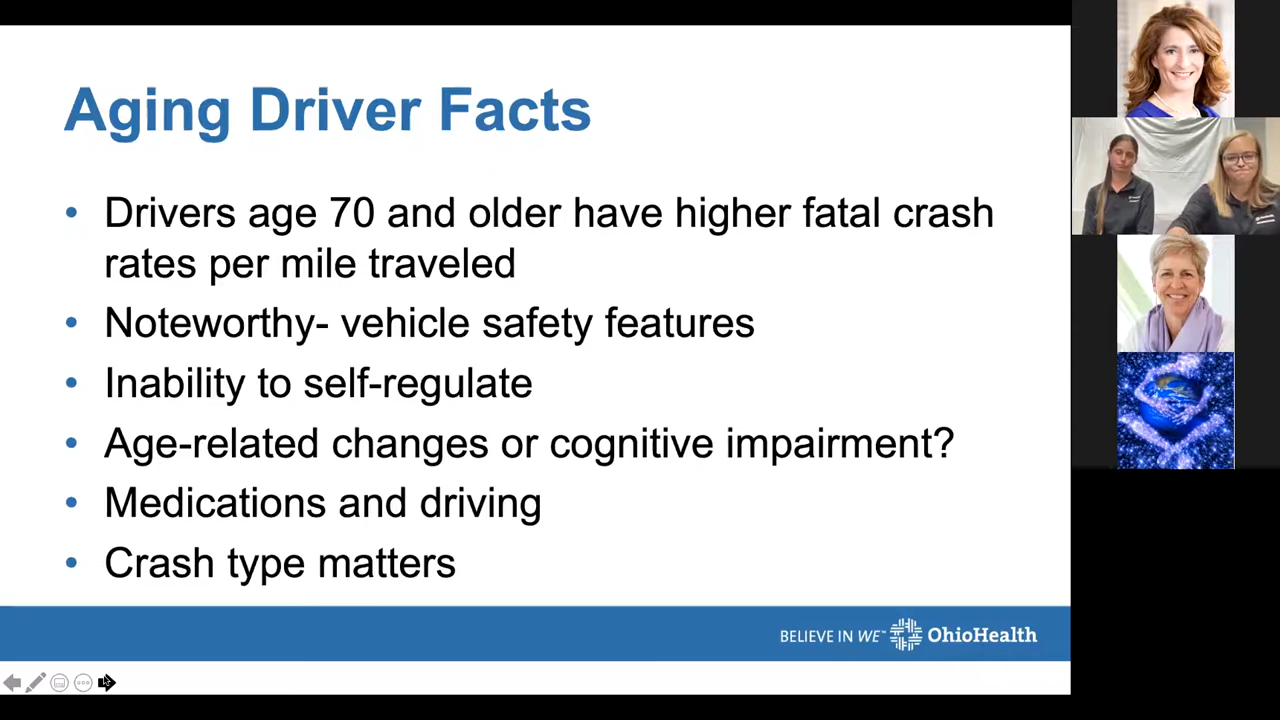 Aging Driver Facts
• Drivers age 70 and older have higher fatal crash
rates per mile traveled
• Noteworthy- vehicle safety features
• Inability to self-regulate
• Age-related changes or cognitive impairment?
• Medications and driving
• Crash type matters
BELIEVE IN WE™ OhioHealth